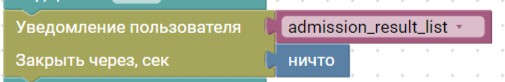 Уведомление пользователя admission_result_list
Закрыть через, сек ничто